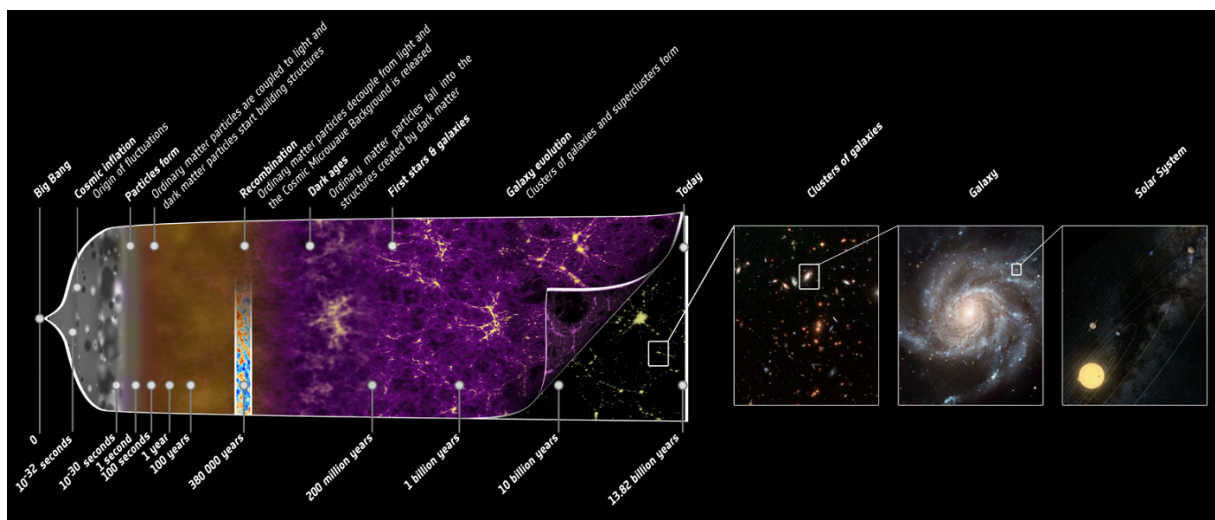 Big Bang
Cosmic inflation
Origin of fluctuations
Particles form
Ordinary matter particles are coupled to light and
dark matter particles start building structures
Recombination
Ordinary matter particles decouple from light and
the Cosmic Microwave Background is released
Dark ages
Ordinary matter particles fall into the
structures created by dark matter
First stars & galaxies
Galaxy evolution
Clusters of galaxies and superclusters form
Today
Clusters of galaxies
Galaxy
Solar System
0
10-32 seconds
10-30 seconds
1 second
100 seconds
1 year
100 years
380 000 years
200 million years
1 billion years
10 billion years
13.82 billion years